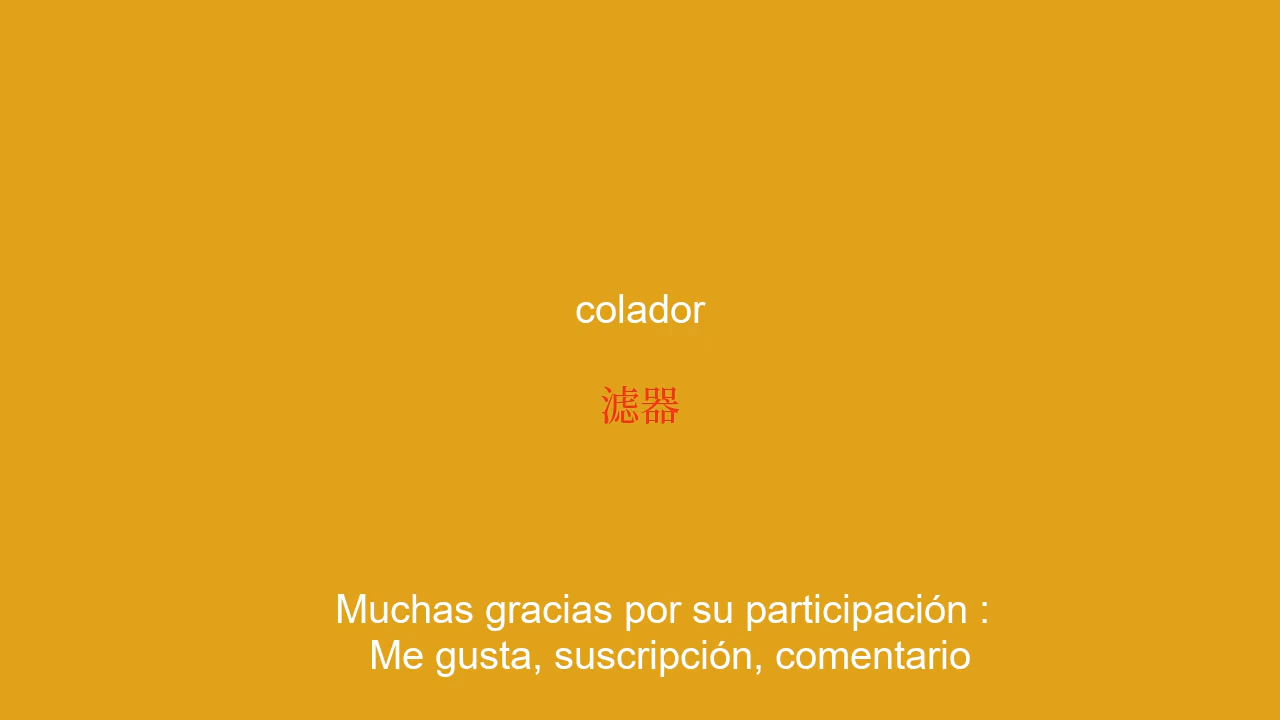 colador
滤器
Muchas gracias por su participación :
Me gusta, suscripción, comentario